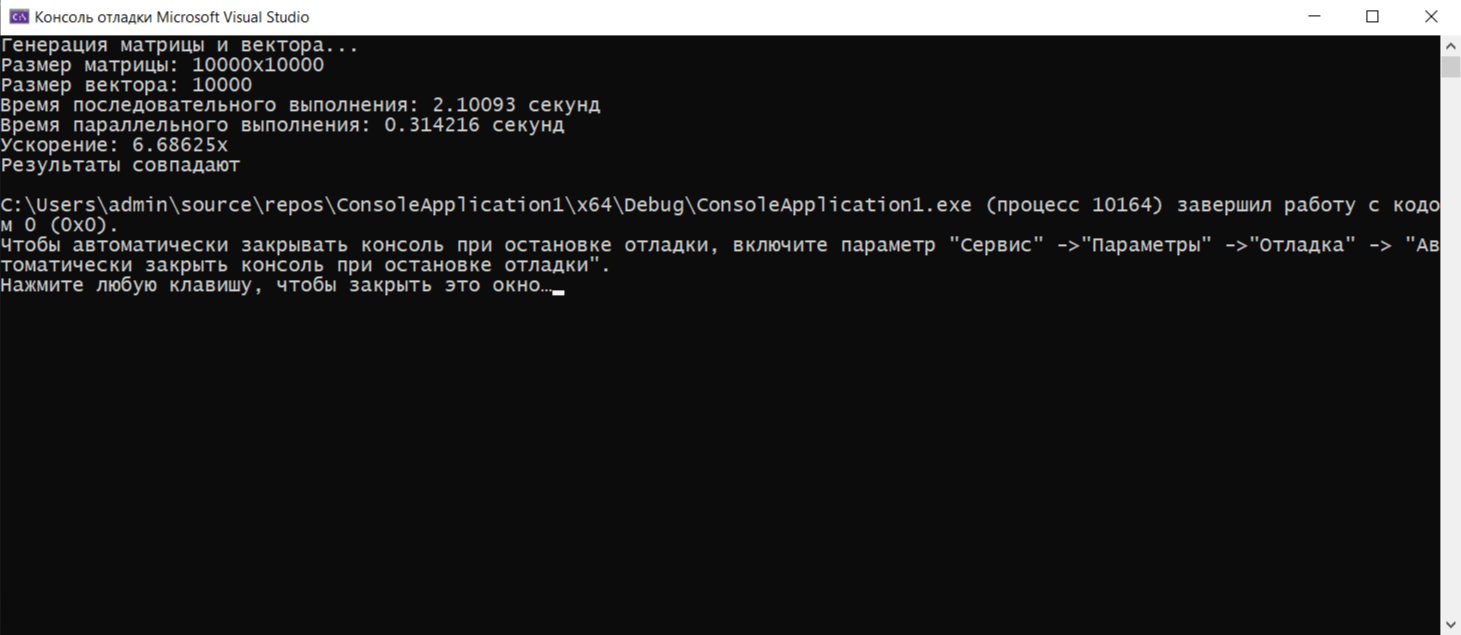 Консоль отладки Microsoft Visual Studio
Генерация матрицы и вектора...
Размер матрицы: 10000x10000
Размер вектора: 10000
Время последовательного выполнения: 2.10093 секунд
Время параллельного выполнения: 0.314216 секунд
Ускорение: 6.68625x
Результаты совпадают
C:\Users\admin\source\repos\ConsoleApplication1\x64\Debug\ConsoleApplication1.exe (процесс 10164) завершил работу с кодо
м 0 (0x0).
Чтобы автоматически закрывать консоль при остановке отладки, включите параметр "Сервис" ->"Параметры" ->"Отладка" -> "Ав
томатически закрыть консоль при остановке отладки".
Нажмите любую клавишу, чтобы закрыть это окно…